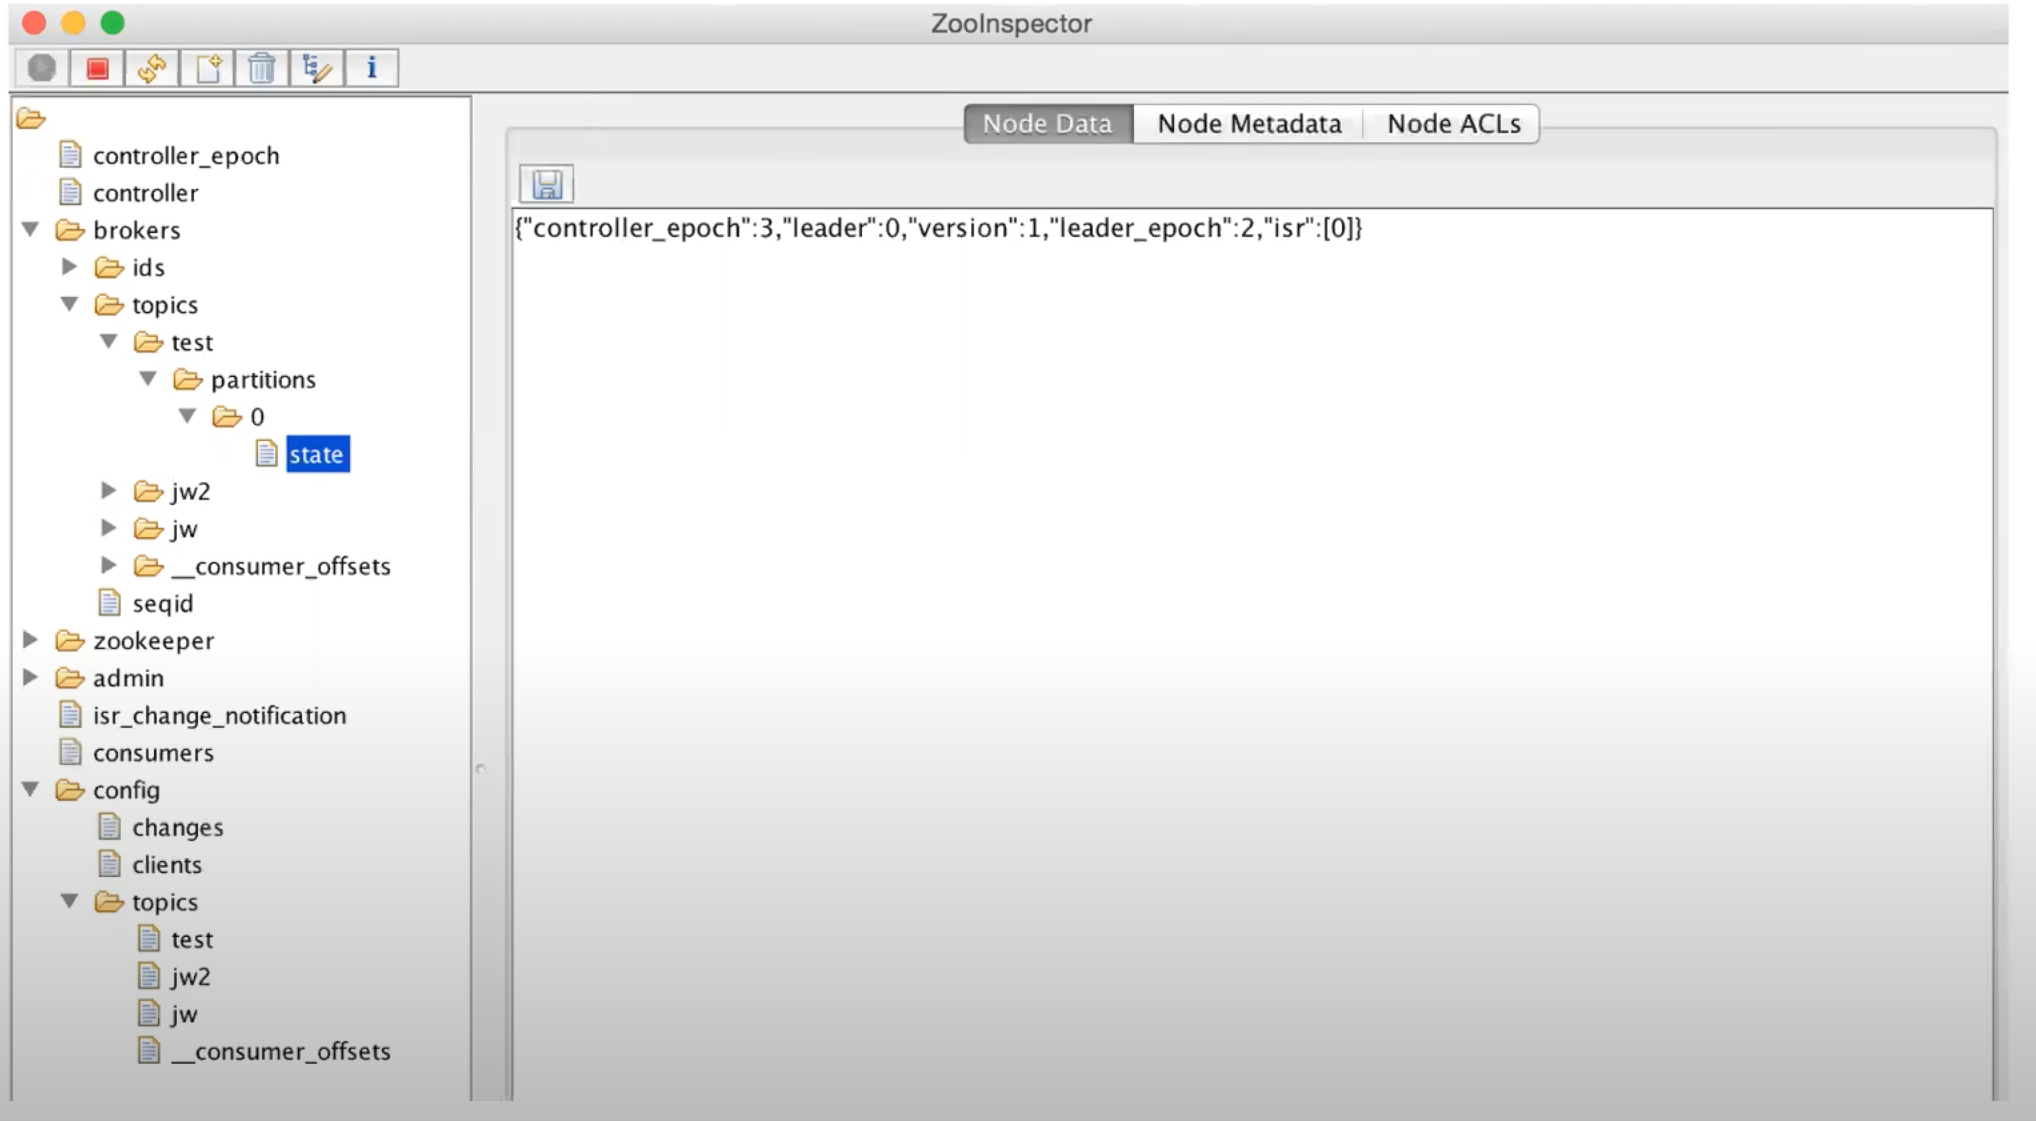 ZooInspector
controller_epoch
controller
brokers
ids
topics
test
partitions
0
state
jw2
jw
__consumer_offsets
seqid
zookeeper
admin
isr_change_notification
consumers
config
changes
clients
topics
test
jw2
jw
__consumer_offsets
Node Data Node Metadata Node ACLs
{"controller_epoch":3,"leader":0,"version":1,"leader_epoch":2,"isr":[0]}